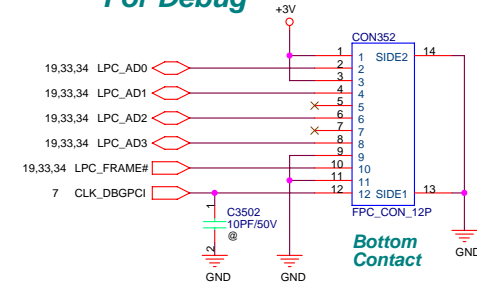 For Debug
+3V
CON352
1 1 SIDE2 14
19,33,34 LPC_AD0 2 2
3 3
19,33,34 LPC_AD1 4 4
5 5
19,33,34 LPC_AD2 6 6
7 7
19,33,34 LPC_AD3 8 8
9 9
19,33,34 LPC_FRAME# 10 10
11 11
7 CLK_DBGPCI 12 12 SIDE1 13
FPC_CON_12P
1
C3502
10PF/50V
@
2
Bottom
Contact
GND
GND
GND